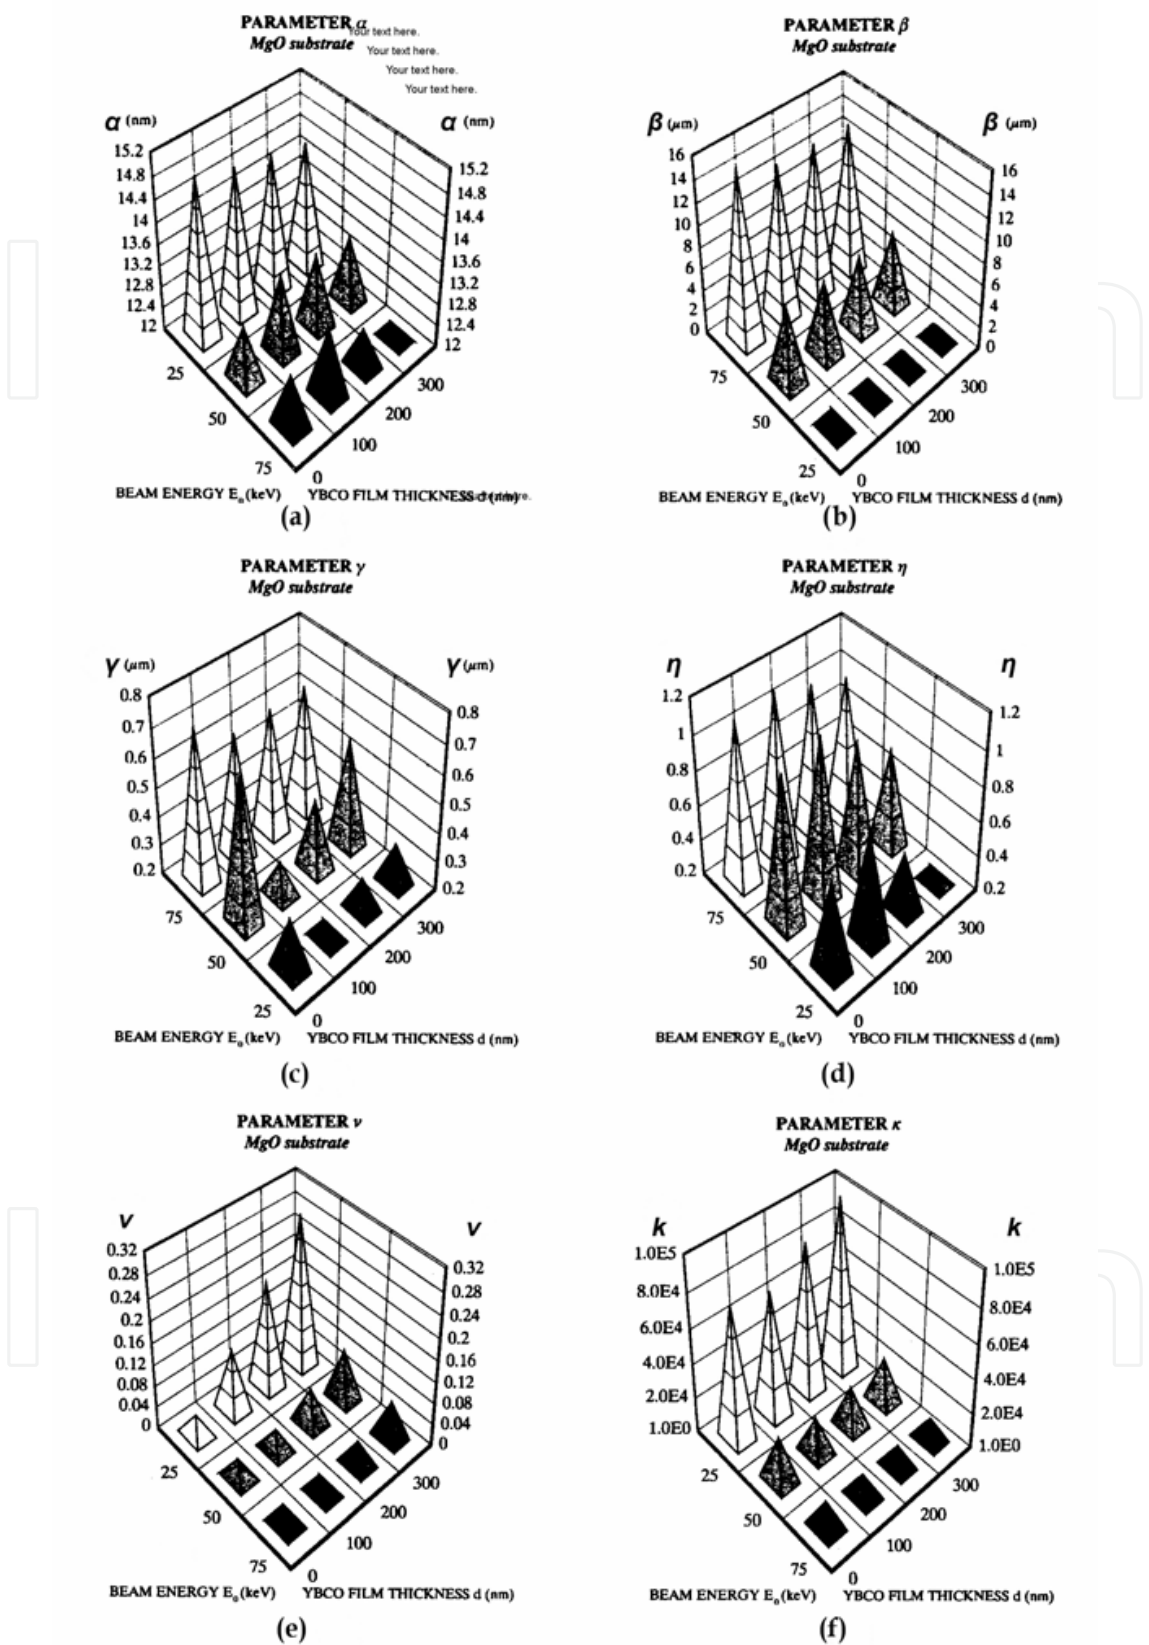 PARAMETER α
MgO substrate
Your text here.
Your text here.
Your text here.
Your text here.
α (nm)
α (nm)
15.2
14.8
14.4
14
13.6
13.2
12.8
12.4
12
15.2
14.8
14.4
14
13.6
13.2
12.8
12.4
12
25
50
75
0
100
200
300
BEAM ENERGY Eo(keV)
YBCO FILM THICKNESS d (nm)
(a)
PARAMETER β
MgO substrate
β (μm)
β (μm)
16
14
12
10
8
6
4
2
0
16
14
12
10
8
6
4
2
0
75
50
25
0
100
200
300
BEAM ENERGY Eo(keV)
YBCO FILM THICKNESS d (nm)
(b)
PARAMETER γ
MgO substrate
γ (μm)
γ (μm)
0.8
0.7
0.6
0.5
0.4
0.3
0.2
0.8
0.7
0.6
0.5
0.4
0.3
0.2
75
50
25
0
100
200
300
BEAM ENERGY Eo(keV)
YBCO FILM THICKNESS d (nm)
(c)
PARAMETER η
MgO substrate
η
η
1.2
1
0.8
0.6
0.4
0.2
1.2
1
0.8
0.6
0.4
0.2
75
50
25
0
100
200
300
BEAM ENERGY Eo(keV)
YBCO FILM THICKNESS d (nm)
(d)
PARAMETER ν
MgO substrate
ν
ν
0.32
0.28
0.24
0.2
0.16
0.12
0.08
0.04
0
0.32
0.28
0.24
0.2
0.16
0.12
0.08
0.04
0
25
50
75
0
100
200
300
BEAM ENERGY Eo(keV)
YBCO FILM THICKNESS d (nm)
(e)
PARAMETER κ
MgO substrate
k
k
1.0E5
8.0E4
6.0E4
4.0E4
2.0E4
1.0E0
1.0E5
8.0E4
6.0E4
4.0E4
2.0E4
1.0E0
25
50
75
0
100
200
300
BEAM ENERGY Eo(keV)
YBCO FILM THICKNESS d (nm)
(f)